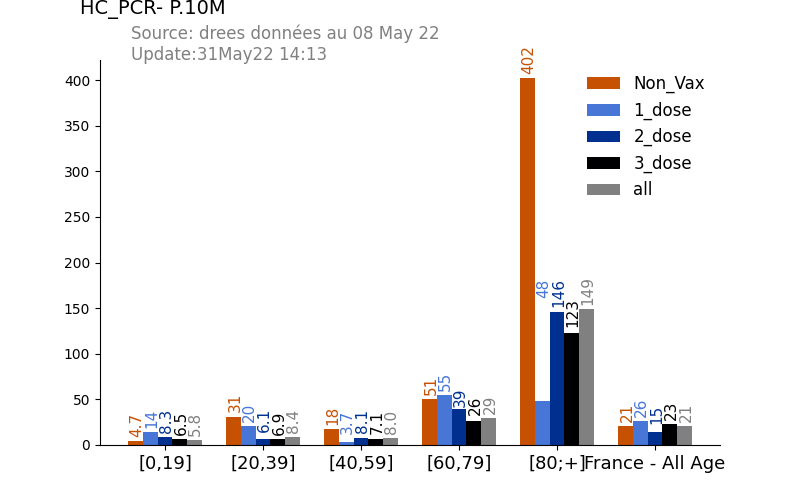 HC_PCR- P.10M
Source: drees données au 08 May 22
Update:31May22 14:13
Non_Vax
1_dose
2_dose
3_dose
all
400
350
300
250
200
150
100
50
0
4.7 14 8.3 6.5 5.8
31 20 6.1 6.9 8.4
18 3.7 8.1 7.1 8.0
51 55 39 26 29
402 48 146 123 149
21 26 15 23 21
[0,19] [20,39] [40,59] [60,79] [80;+] France - All Age